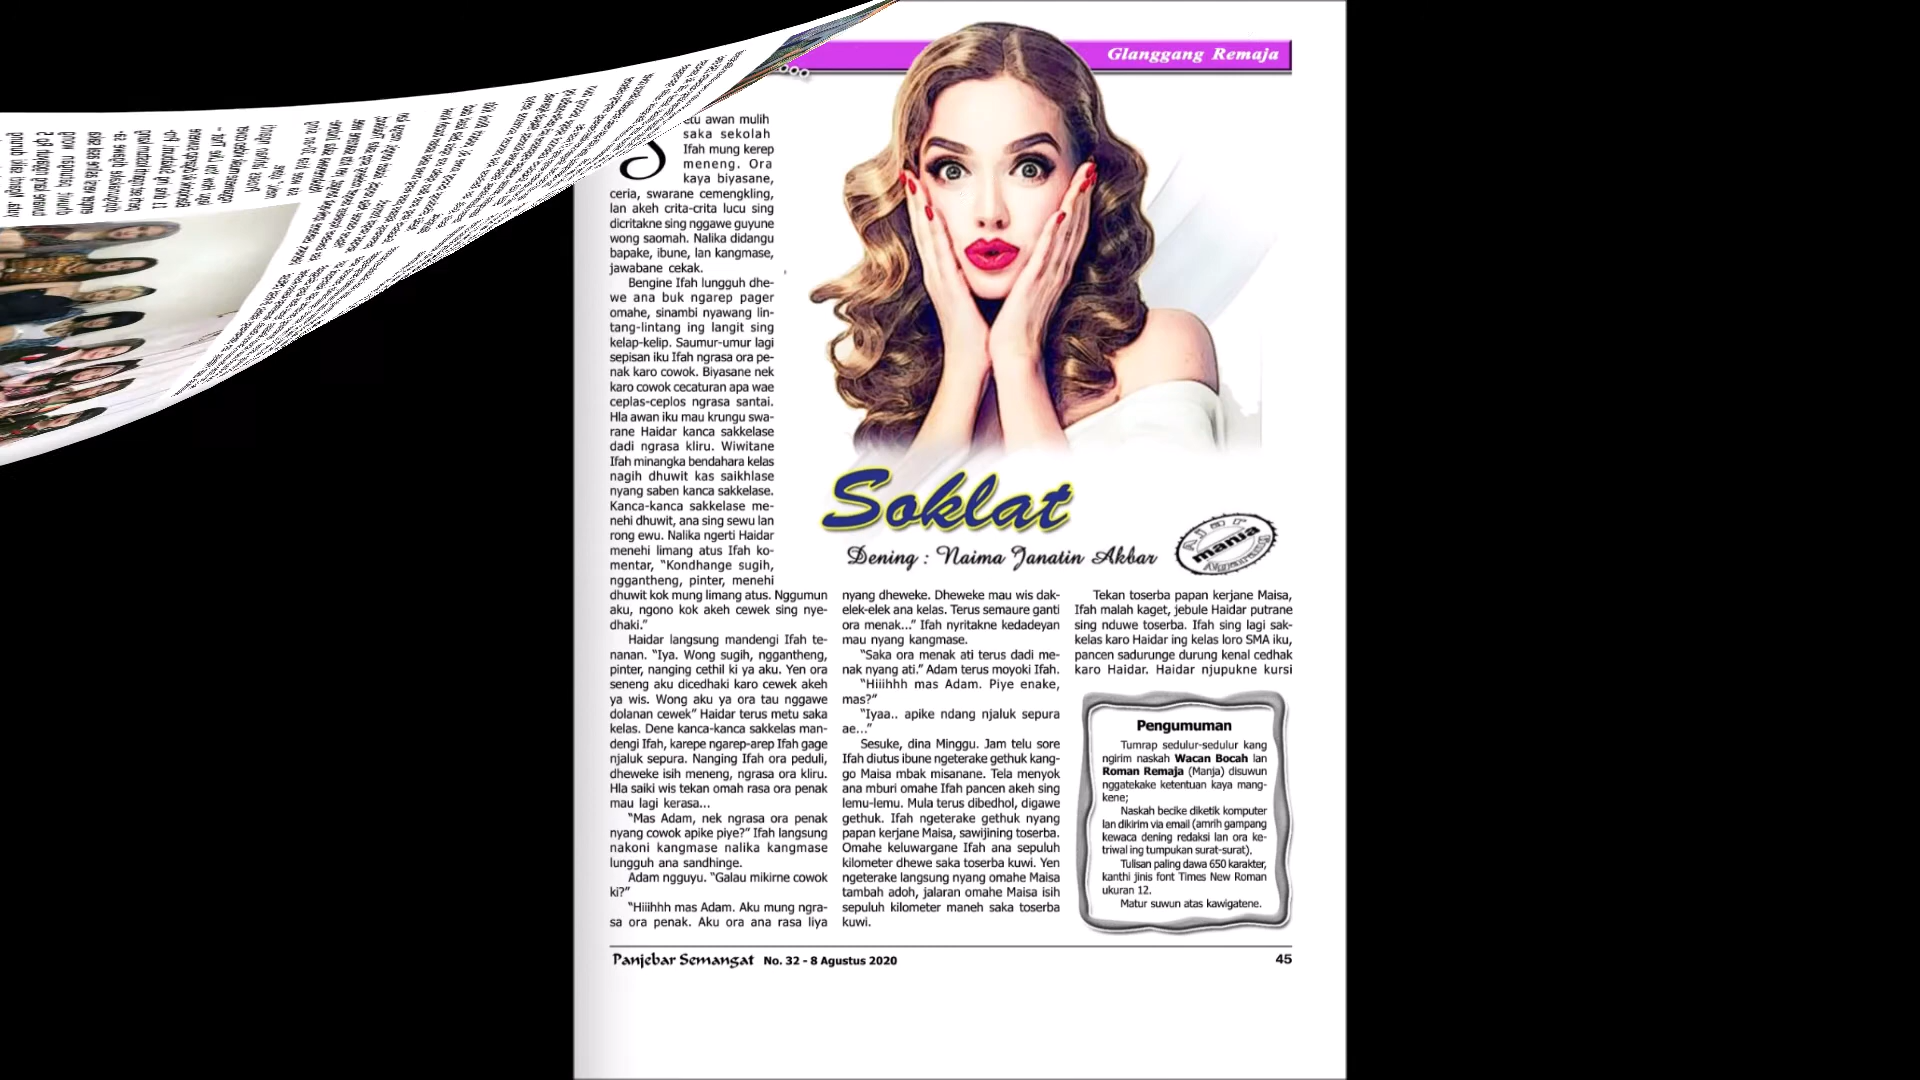 Glanggang Remaja
Setu awan mulih
saka sekolah
Ifah mung kerep
meneng. Ora
kaya biyasane,
ceria, swarane cemengkling,
lan akeh crita-crita lucu sing
dicritakne sing nggawe guyune
wong saomah. Nalika didangu
bapake, ibune, lan kangmase,
jawabane cekak.
Bengine Ifah lungguh dhe-
we ana buk ngarep pager
omahe, sinambi nyawang lin-
tang-lintang ing langit sing
kelap-kelip. Saumur-umur lagi
sepisan iku Ifah ngrasa ora pe-
nak karo cowok. Biyasane nek
karo cowok cecaturan apa wae
ceplas-ceplos ngrasa santai.
Hla awan iku mau krungu swa-
rane Haidar kanca sakkelase
dadi ngrasa kliru. Wiwitane
Ifah minangka bendahara kelas
nagih dhuwit kas saikhlase
nyang saben kanca sakkelase.
Kanca-kanca sakkelase me-
nehi dhuwit, ana sing sewu lan
rong ewu. Nalika ngerti Haidar
menehi limang atus Ifah ko-
mentar, “Kondhange sugih,
nggantheng, pinter, menehi
dhuwit kok mung limang atus. Nggumun
aku, ngono kok akeh cewek sing nye-
dhaki.”
Haidar langsung mandengi Ifah te-
nanan. “Iya. Wong sugih, nggantheng,
pinter, nanging cethil ki ya aku. Yen ora
seneng aku dicedhaki karo cewek akeh
ya wis. Wong aku ya ora tau nggawe
dolanan cewek” Haidar terus metu saka
kelas. Dene kanca-kanca sakkelas man-
dengi Ifah, karepe ngarep-arep Ifah gage
njaluk sepura. Nanging Ifah ora peduli,
dheweke isih meneng, ngrasa ora kliru.
Hla saiki wis tekan omah rasa ora penak
mau lagi kerasa...
“Mas Adam, nek ngrasa ora penak
nyang cowok apike piye?” Ifah langsung
nakoni kangmase nalika kangmase
lungguh ana sandhinge.
Adam ngguyu. “Galau mikirne cowok
ki?”
“Hiiihhh mas Adam. Aku mung ngra-
sa ora penak. Aku ora ana rasa liya
Soklat
Dening : Naima Janatin Akbar
mania
nyang dheweke. Dheweke mau wis dak-
elek-elek ana kelas. Terus semaure ganti
ora menak...” Ifah nyritakne kedadeyan
mau nyang kangmase.
“Saka ora menak ati terus dadi me-
nak nyang ati.” Adam terus moyoki Ifah.
“Hiiihhh mas Adam. Piye enake,
mas?”
“Iyaa.. apike ndang njaluk sepura
ae...”
Sesuke, dina Minggu. Jam telu sore
Ifah diutus ibune ngeterake gethuk kang-
go Maisa mbak misanane. Tela menyok
ana mburi omahe Ifah pancen akeh sing
lemu-lemu. Mula terus dibedhol, digawe
gethuk. Ifah ngeterake gethuk nyang
papan kerjane Maisa, sawijining toserba.
Omahe keluwargane Ifah ana sepuluh
kilometer dhewe saka toserba kuwi. Yen
ngeterake langsung nyang omahe Maisa
tambah adoh, jalaran omahe Maisa isih
sepuluh kilometer maneh saka toserba
kuwi.
Tekan toserba papan kerjane Maisa,
Ifah malah kaget, jebule Haidar putrane
sing nduwe toserba. Ifah sing lagi sak-
kelas karo Haidar ing kelas loro SMA iku,
pancen sadurunge durung kenal cedhak
karo Haidar. Haidar njupukne kursi
Pengumuman
Tumrap sedulur-sedulur kang
ngirim naskah Wacan Bocah lan
Roman Remaja (Manja) disuwun
nggatekake ketentuan kaya mang-
kene;
Naskah becike diketik komputer
lan dikirim via email (amrih gampang
kewaca dening redaksi lan ora ke-
triwal ing tumpukan surat-surat).
Tulisan paling dawa 650 karakter,
kanthi jinis font Times New Roman
ukuran 12.
Matur suwun atas kawigatene.
Panjebar Semangat No. 32 - 8 Agustus 2020
45